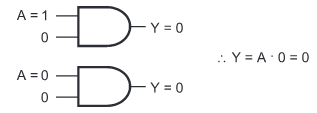 A = 1
0
Y = 0
A = 0
0
Y = 0
∴ Y = A · 0 = 0